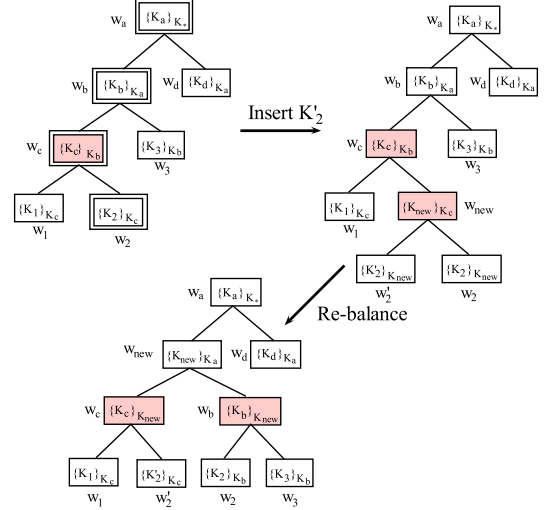 w_a {K_a}_{K_*}
w_b {K_b}_{K_a} w_d {K_d}_{K_a}
w_c {K_c}_{K_b} {K_3}_{K_b}
w_3
{K_1}_{K_c} {K_2}_{K_c}
w_1 w_2
Insert K'_2
w_a {K_a}_{K_*}
w_b {K_b}_{K_a} w_d {K_d}_{K_a}
w_c {K_c}_{K_b} {K_3}_{K_b}
w_3
{K_1}_{K_c} {K_new}_{K_c} w_new
w_1
{K'_2}_{K_new} {K_2}_{K_new}
w'_2 w_2
Re-balance
w_a {K_a}_{K_*}
w_new {K_new}_{K_a} w_d {K_d}_{K_a}
w_c {K_c}_{K_new} w_b {K_b}_{K_new}
{K_1}_{K_c} {K'_2}_{K_c} {K_2}_{K_b} {K_3}_{K_b}
w_1 w'_2 w_2 w_3